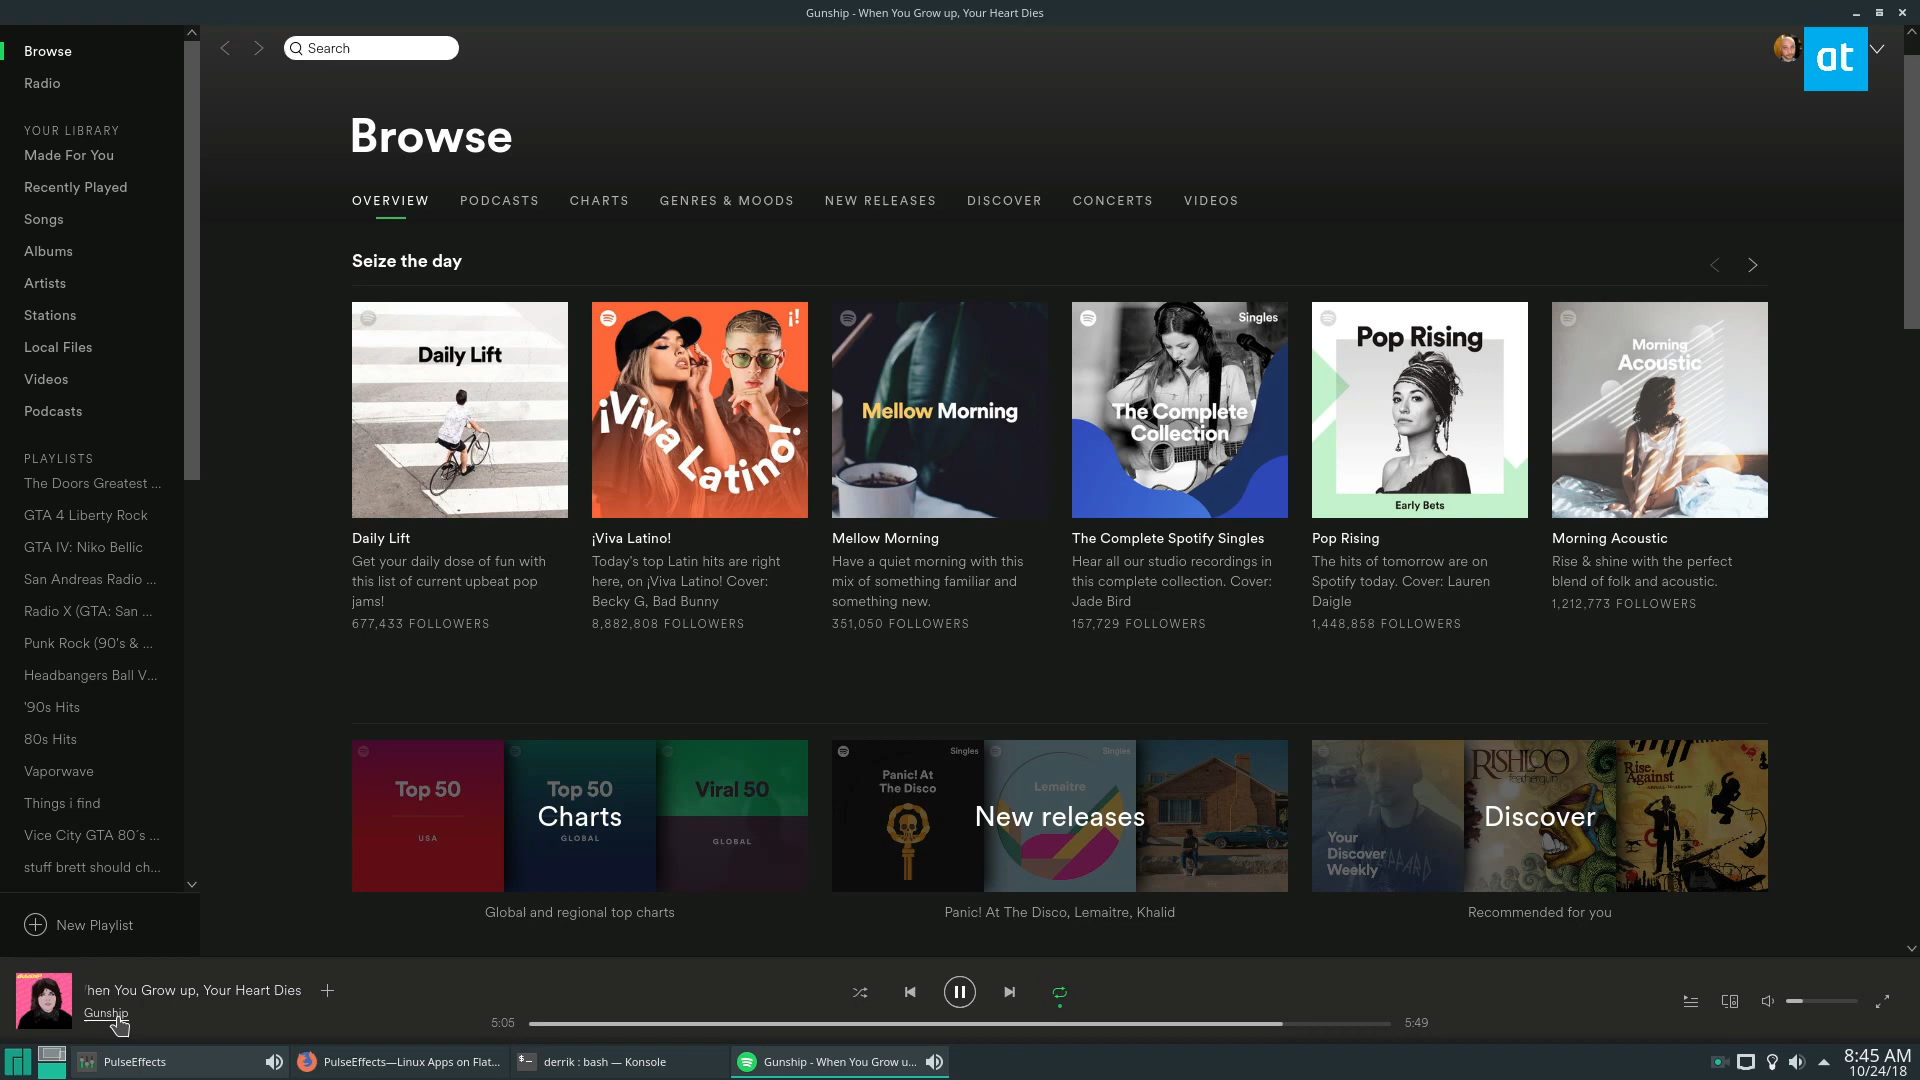 Gunship - When You Grow up, Your Heart Dies
Browse
Radio
YOUR LIBRARY
Made For You
Recently Played
Songs
Albums
Artists
Stations
Local Files
Videos
Podcasts
PLAYLISTS
The Doors Greatest ...
GTA 4 Liberty Rock
GTA IV: Niko Bellic
San Andreas Radio ...
Radio X (GTA: San ...
Punk Rock (90's & ...
Headbangers Ball V...
'90s Hits
80s Hits
Vaporwave
Things i find
Vice City GTA 80´s ...
stuff brett should ch...
New Playlist
Search
at
Browse
OVERVIEW PODCASTS CHARTS GENRES & MOODS NEW RELEASES DISCOVER CONCERTS VIDEOS
Seize the day
Daily Lift
¡!
¡Viva Latino!
Mellow Morning
Singles
The Complete
Collection
Pop Rising
Early Bets
Morning
Acoustic
Daily Lift
Get your daily dose of fun with
this list of current upbeat pop
jams!
677,433 FOLLOWERS
¡Viva Latino!
Today's top Latin hits are right
here, on ¡Viva Latino! Cover:
Becky G, Bad Bunny
8,882,808 FOLLOWERS
Mellow Morning
Have a quiet morning with this
mix of something familiar and
something new.
351,050 FOLLOWERS
The Complete Spotify Singles
Hear all our studio recordings in
this complete collection. Cover:
Jade Bird
157,729 FOLLOWERS
Pop Rising
The hits of tomorrow are on
Spotify today. Cover: Lauren
Daigle
1,448,858 FOLLOWERS
Morning Acoustic
Rise & shine with the perfect
blend of folk and acoustic.
1,212,773 FOLLOWERS
Top 50
USA
Top 50
GLOBAL
Viral 50
GLOBAL
Charts
Global and regional top charts
Singles
Panic! At
The Disco
Singles
Lemaitre
New releases
Panic! At The Disco, Lemaitre, Khalid
Your
Discover
Weekly
RISHLOO
feathergun
Rise Against
Discover
Recommended for you
hen You Grow up, Your Heart Dies
Gunship
5:05
5:49
PulseEffects
PulseEffects—Linux Apps on Flat...
derrik : bash — Konsole
Gunship - When You Grow u...
8:45 AM
10/24/18